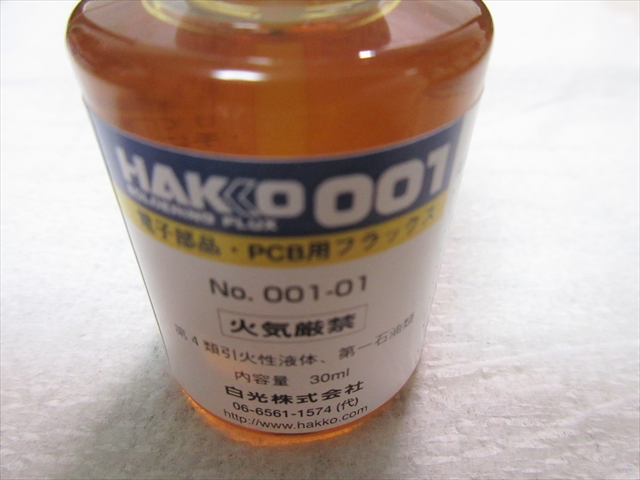 HAKKO 001
SOLDERING FLUX
電子部品・PCB用フラックス
No. 001-01
火気厳禁
第4類引火性液体、第一石油類
内容量 30ml
白光株式会社
06-6561-1574 (代)
http://www.hakko.com